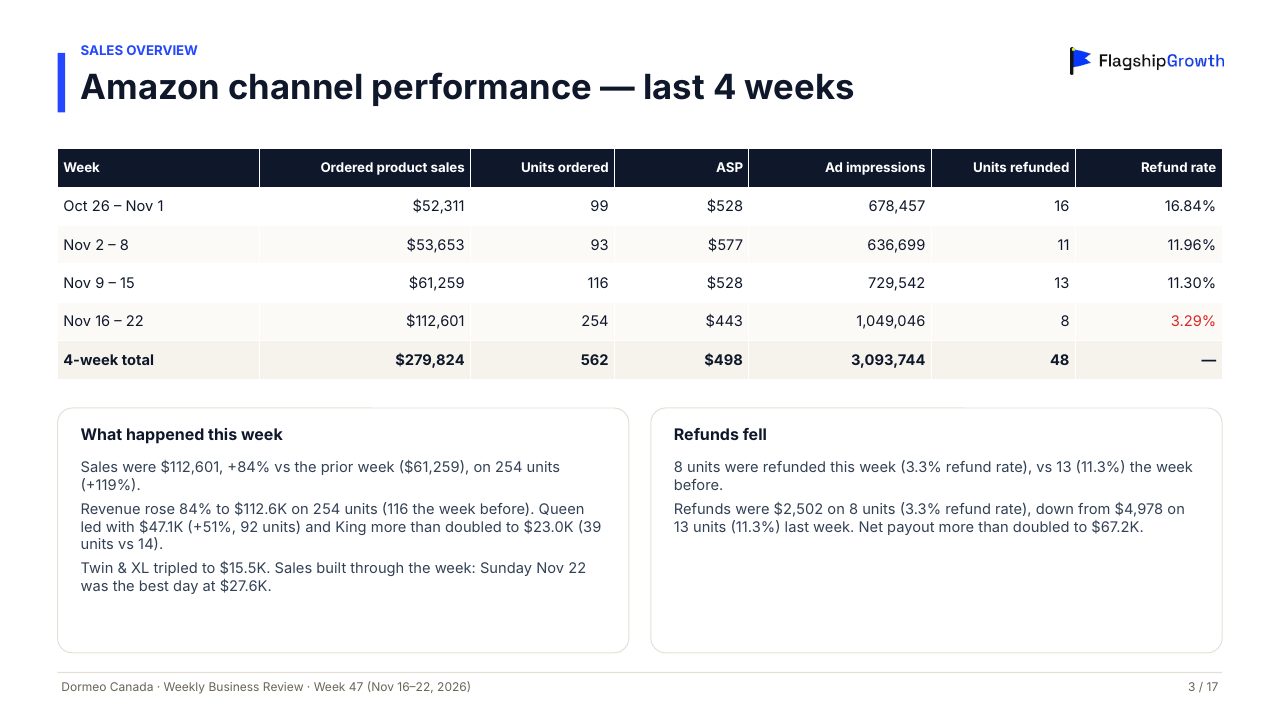 SALES OVERVIEW
Amazon channel performance — last 4 weeks
FlagshipGrowth
Week Ordered product sales Units ordered ASP Ad impressions Units refunded Refund rate
Oct 26 – Nov 1 $52,311 99 $528 678,457 16 16.84%
Nov 2 – 8 $53,653 93 $577 636,699 11 11.96%
Nov 9 – 15 $61,259 116 $528 729,542 13 11.30%
Nov 16 – 22 $112,601 254 $443 1,049,046 8 3.29%
4-week total $279,824 562 $498 3,093,744 48 —
What happened this week
Sales were $112,601, +84% vs the prior week ($61,259), on 254 units
(+119%).
Revenue rose 84% to $112.6K on 254 units (116 the week before). Queen
led with $47.1K (+51%, 92 units) and King more than doubled to $23.0K (39
units vs 14).
Twin & XL tripled to $15.5K. Sales built through the week: Sunday Nov 22
was the best day at $27.6K.
Refunds fell
8 units were refunded this week (3.3% refund rate), vs 13 (11.3%) the week
before.
Refunds were $2,502 on 8 units (3.3% refund rate), down from $4,978 on
13 units (11.3%) last week. Net payout more than doubled to $67.2K.
Dormeo Canada · Weekly Business Review · Week 47 (Nov 16–22, 2026)
3 / 17